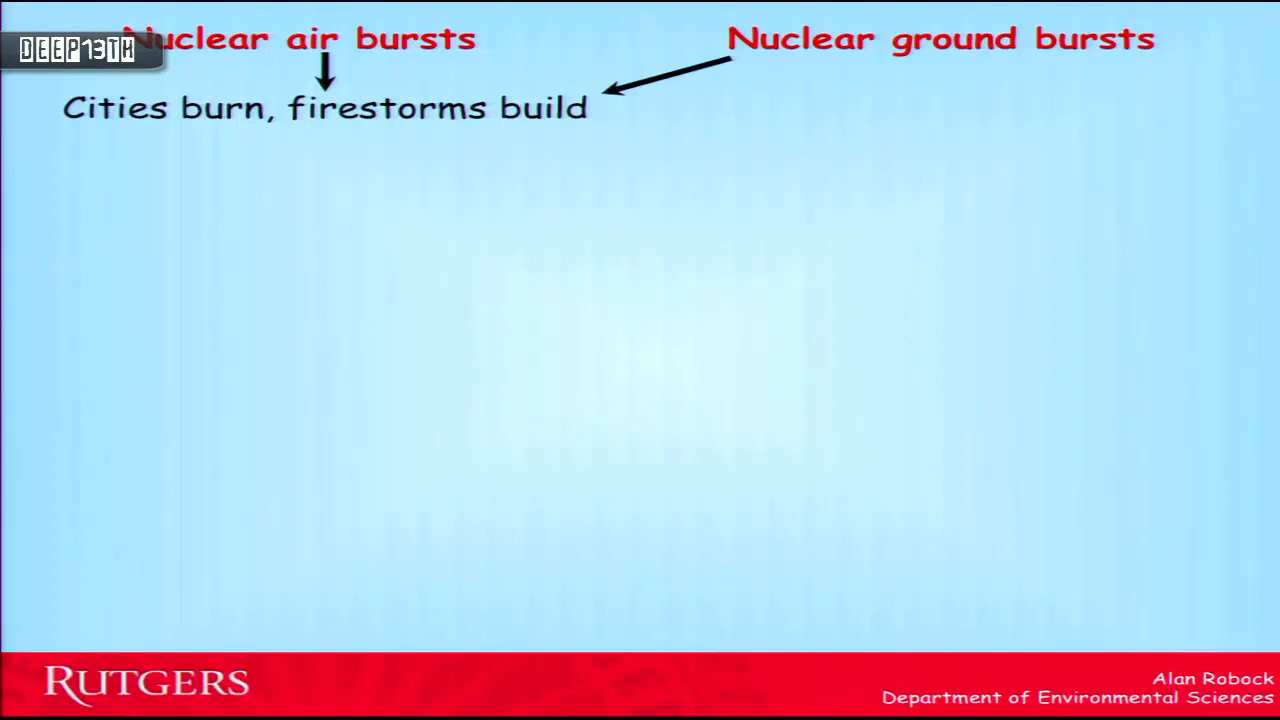 Nuclear air bursts
Nuclear ground bursts
DEEP13TH
Cities burn, firestorms build
RUTGERS
Alan Robock
Department of Environmental Sciences